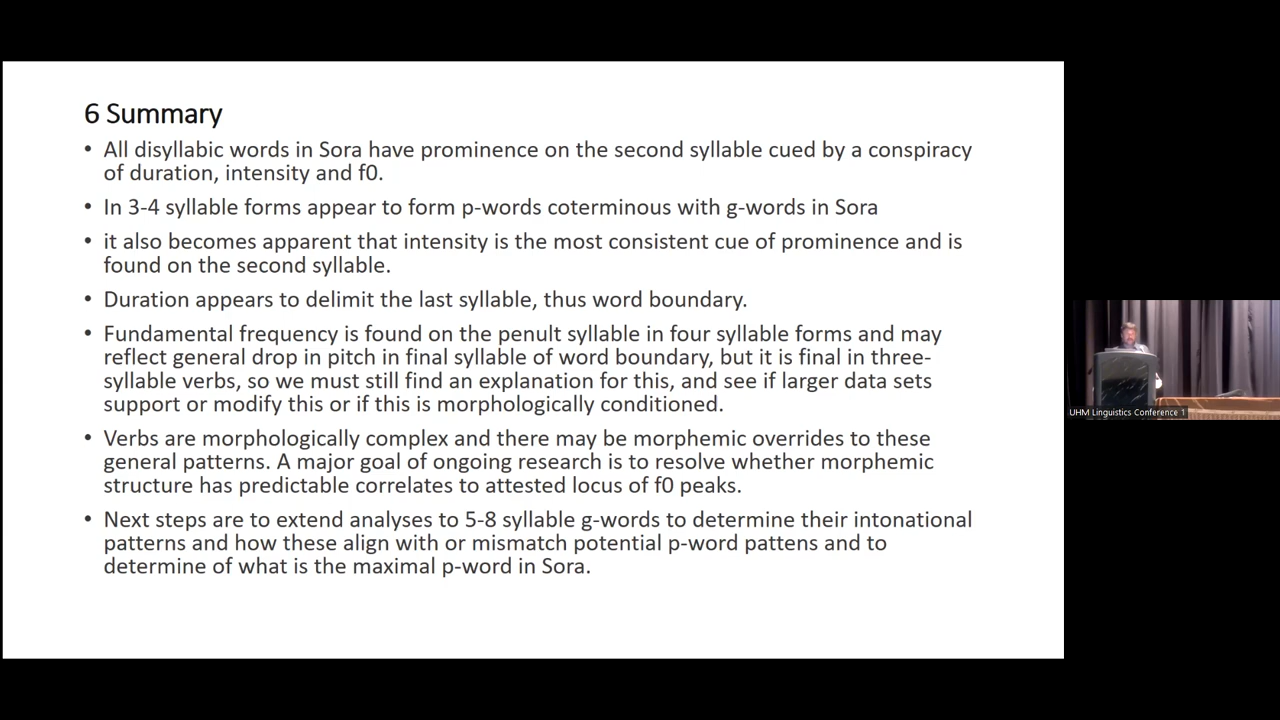 6 Summary
• All disyllabic words in Sora have prominence on the second syllable cued by a conspiracy
of duration, intensity and f0.
• In 3-4 syllable forms appear to form p-words coterminous with g-words in Sora
• it also becomes apparent that intensity is the most consistent cue of prominence and is
found on the second syllable.
• Duration appears to delimit the last syllable, thus word boundary.
• Fundamental frequency is found on the penult syllable in four syllable forms and may
reflect general drop in pitch in final syllable of word boundary, but it is final in three-
syllable verbs, so we must still find an explanation for this, and see if larger data sets
support or modify this or if this is morphologically conditioned.
• Verbs are morphologically complex and there may be morphemic overrides to these
general patterns. A major goal of ongoing research is to resolve whether morphemic
structure has predictable correlates to attested locus of f0 peaks.
• Next steps are to extend analyses to 5-8 syllable g-words to determine their intonational
patterns and how these align with or mismatch potential p-word pattens and to
determine of what is the maximal p-word in Sora.
UHM Linguistics Conference 1